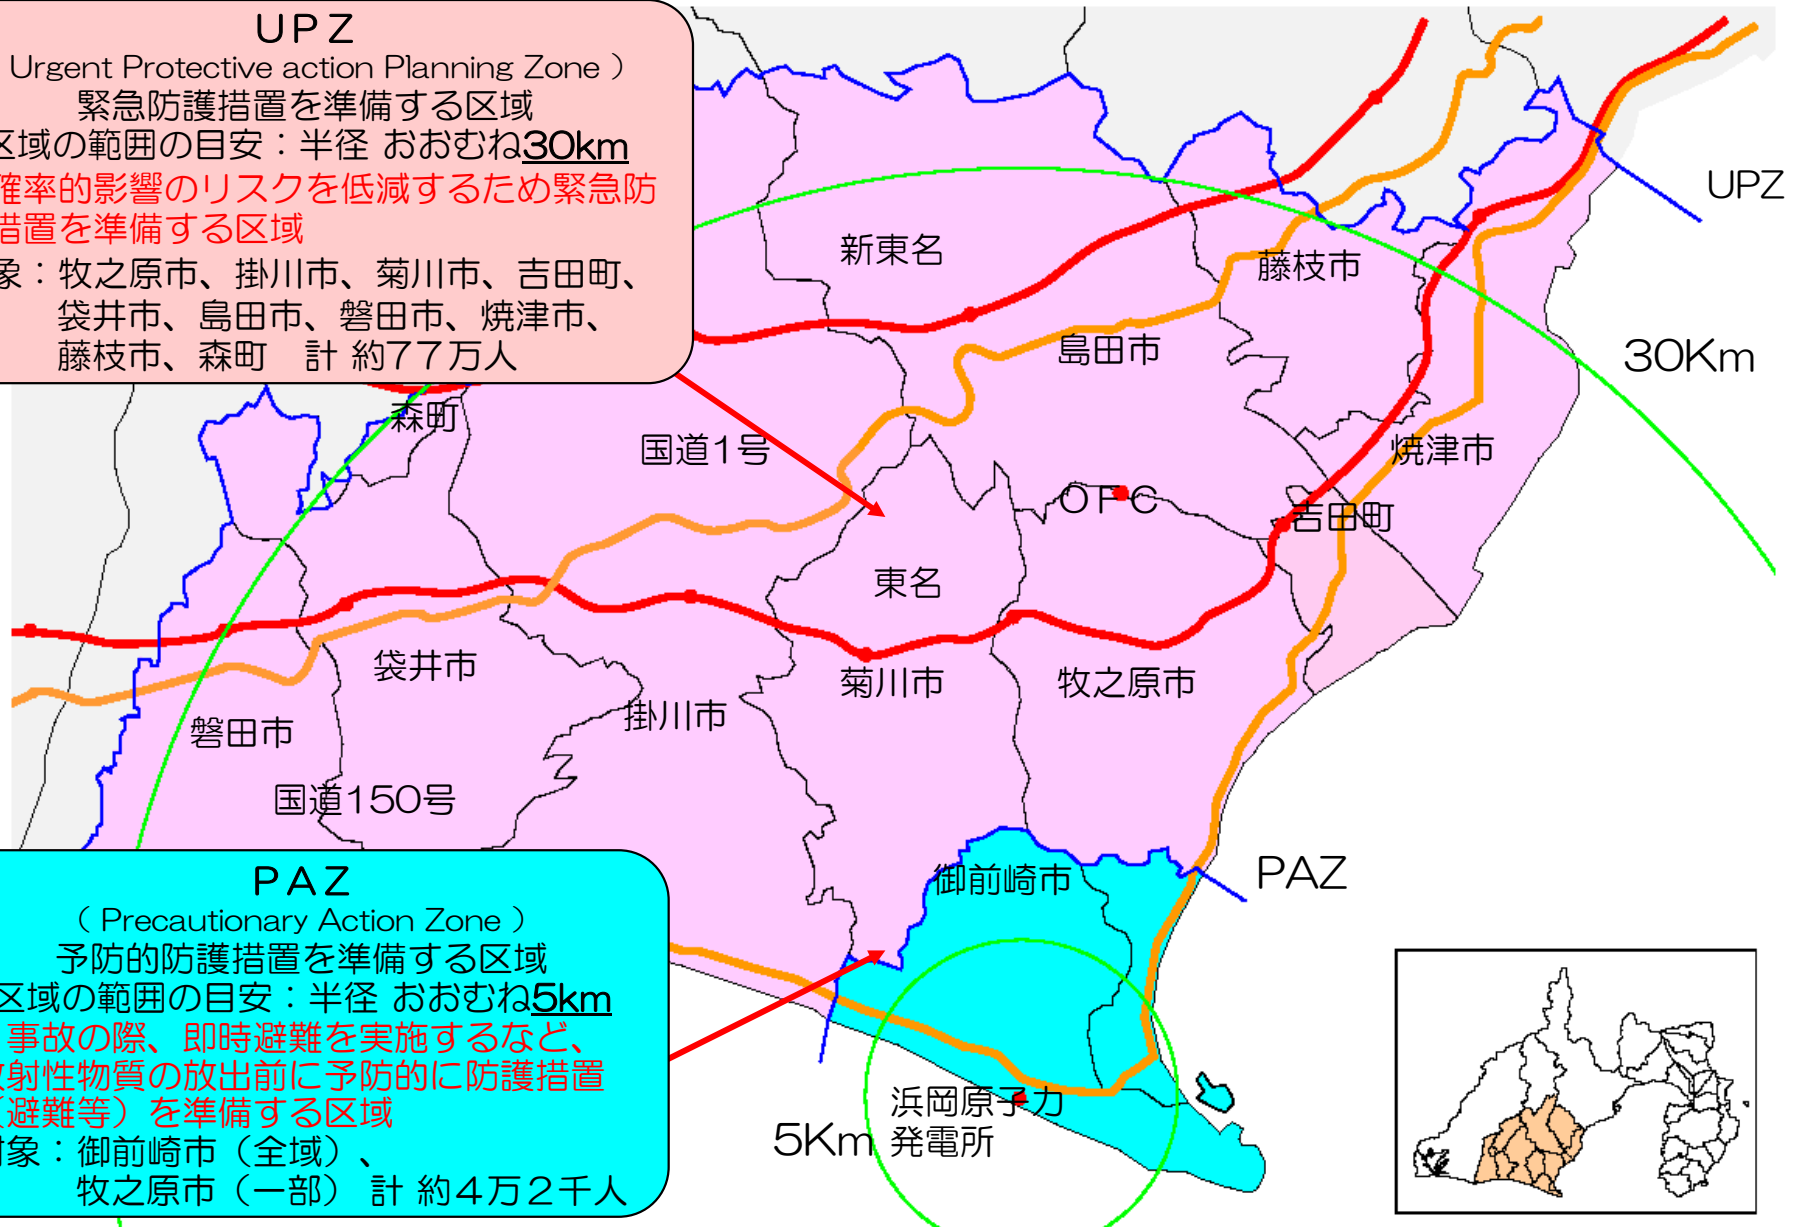 UPZ
Urgent Protective action Planning Zone ）
緊急防護措置を準備する区域
区域の範囲の目安：半径 おおむね30km
確率的影響のリスクを低減するため緊急防
措置を準備する区域
象：牧之原市、掛川市、菊川市、吉田町、
袋井市、島田市、磐田市、焼津市、
藤枝市、森町　計 約７７万人
UPZ
新東名
藤枝市
30Km
島田市
森町
国道1号
焼津市
OFC
吉田町
東名
袋井市
菊川市
牧之原市
掛川市
磐田市
国道150号
PAZ
（ Precautionary Action Zone ）
予防的防護措置を準備する区域
区域の範囲の目安：半径 おおむね5km
事故の際、即時避難を実施するなど、
放射性物質の放出前に予防的に防護措置
（避難等）を準備する区域
対象：御前崎市（全域）、
牧之原市（一部） 計 約４万２千人
御前崎市
PAZ
浜岡原子力
発電所
5Km